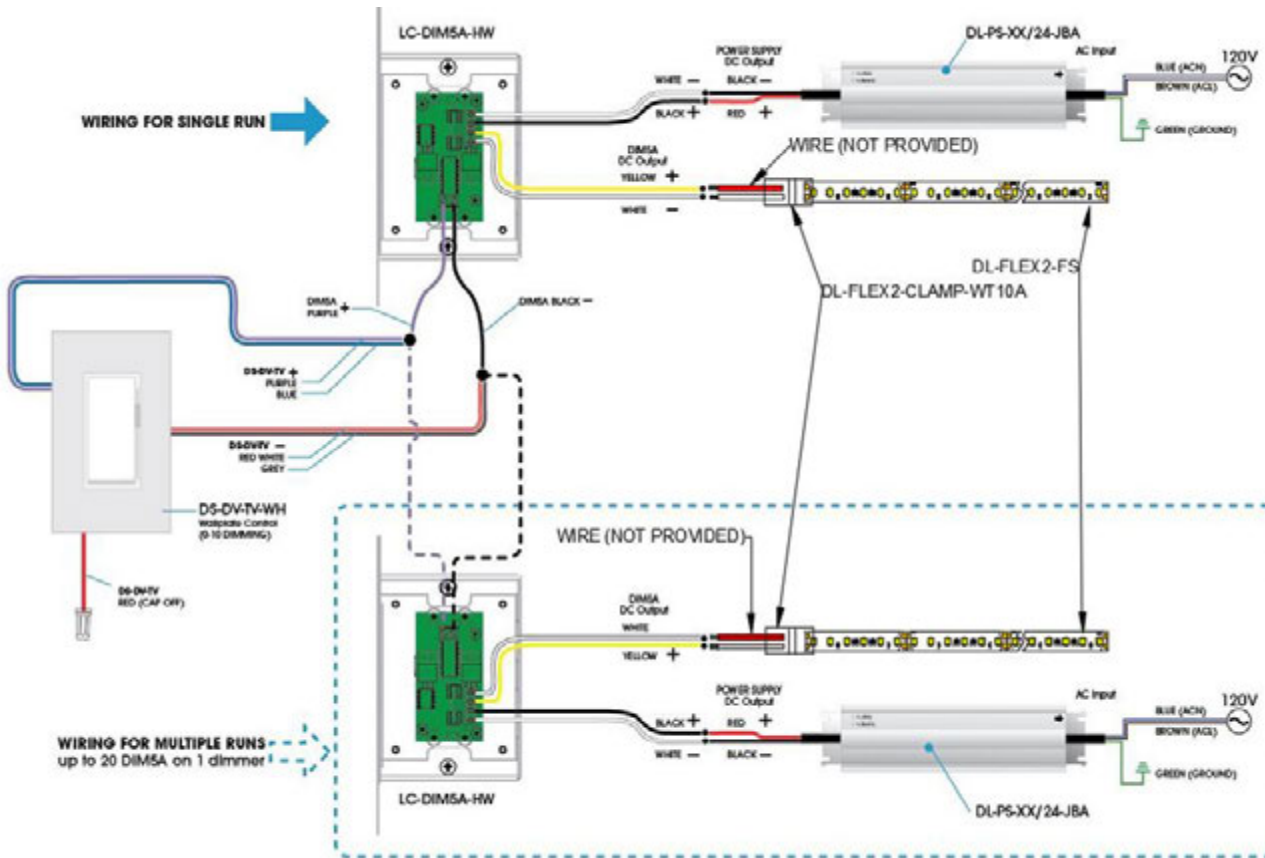 LC-DIM5A-HW
DL-PS-XX/24-JBA
POWER SUPPLY
DC Output
AC Input
120V
WHITE —
BLACK —
BLUE (ACN)
BROWN (ACL)
BLACK +
RED +
GREEN (GROUND)
WIRING FOR SINGLE RUN
WIRE (NOT PROVIDED)
DIM5A
DC Output
YELLOW +
WHITE —
DL-FLEX2-FS
DL-FLEX2-CLAMP-WT10A
DIM5A +
PURPLE
DIM5A BLACK —
DS-DV-TV +
PURPLE
BLUE
DS-DV-TV —
RED WHITE
GREY
DS-DV-TV-WH
Wallplate Control
(0-10 DIMMING)
DS-DV-TV
RED (CAP OFF)
WIRE (NOT PROVIDED)
DIM5A
DC Output
WHITE
YELLOW +
POWER SUPPLY
DC Output
AC Input
120V
BLACK +
RED +
BLUE (ACN)
BROWN (ACL)
WHITE —
BLACK —
GREEN (GROUND)
WIRING FOR MULTIPLE RUNS
up to 20 DIM5A on 1 dimmer
LC-DIM5A-HW
DL-PS-XX/24-JBA